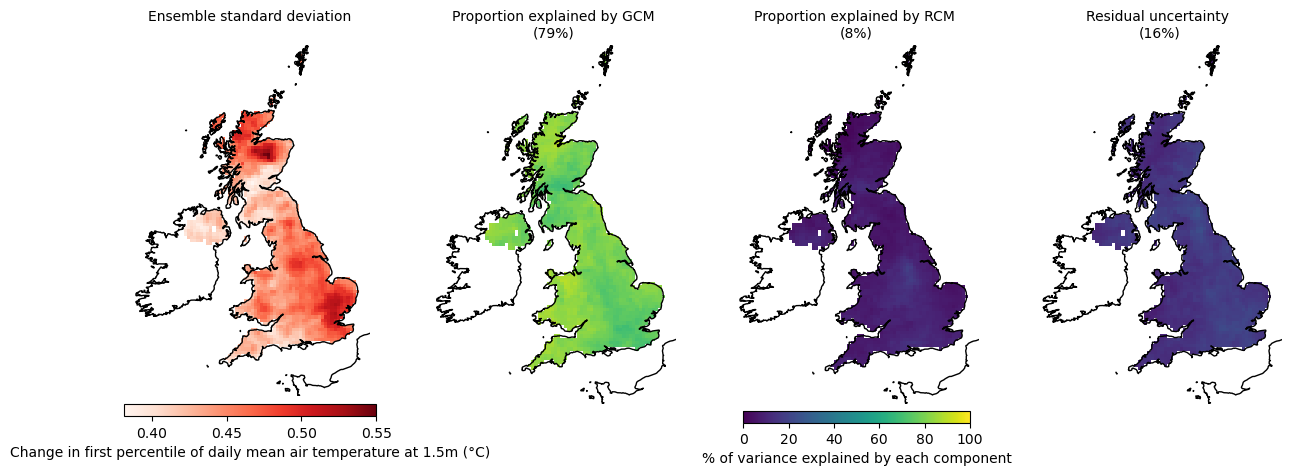 Ensemble standard deviation
Proportion explained by GCM
(79%)
Proportion explained by RCM
(8%)
Residual uncertainty
(16%)
0.40 0.45 0.50 0.55
Change in first percentile of daily mean air temperature at 1.5m (°C)
0 20 40 60 80 100
% of variance explained by each component